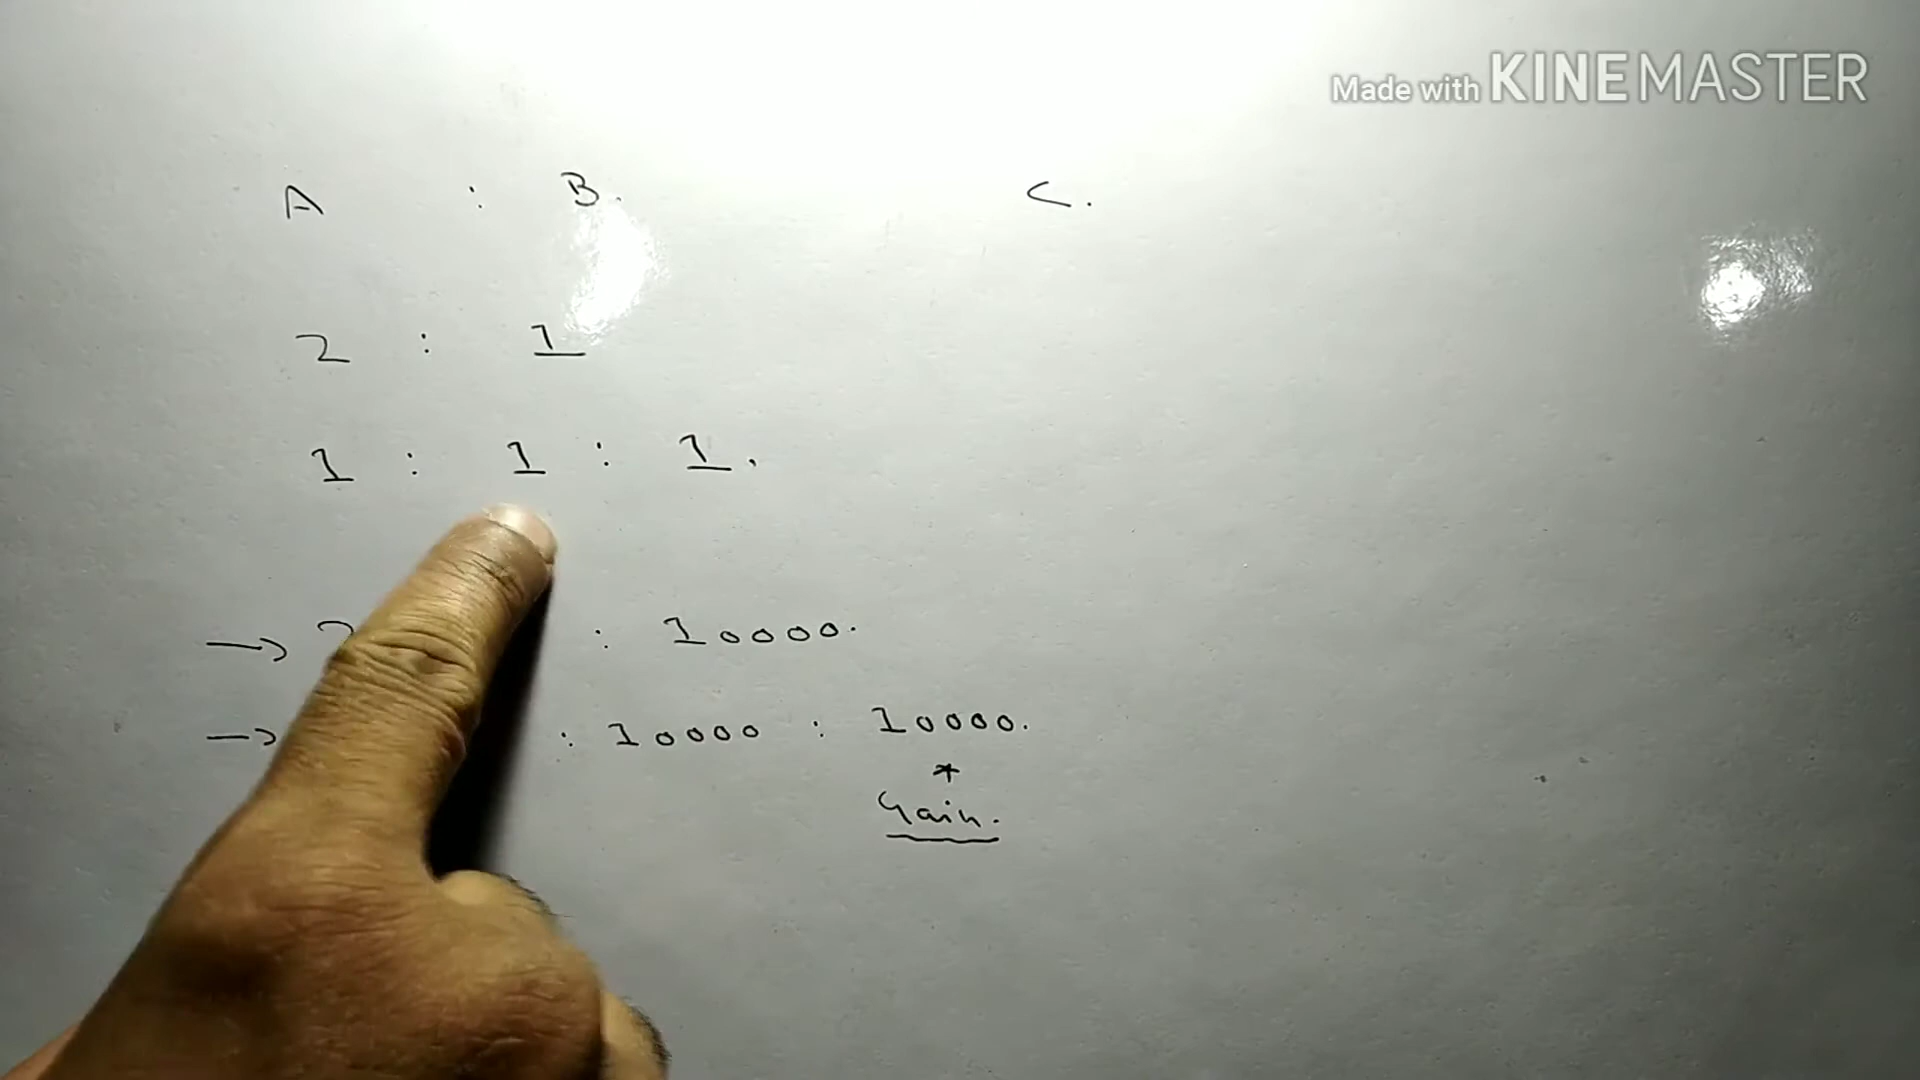 Made with KINEMASTER
A : B. C.
2 : 1
1 : 1 : 1.
→ : 10000.
→ : 10000 : 10000.
*
Gain.